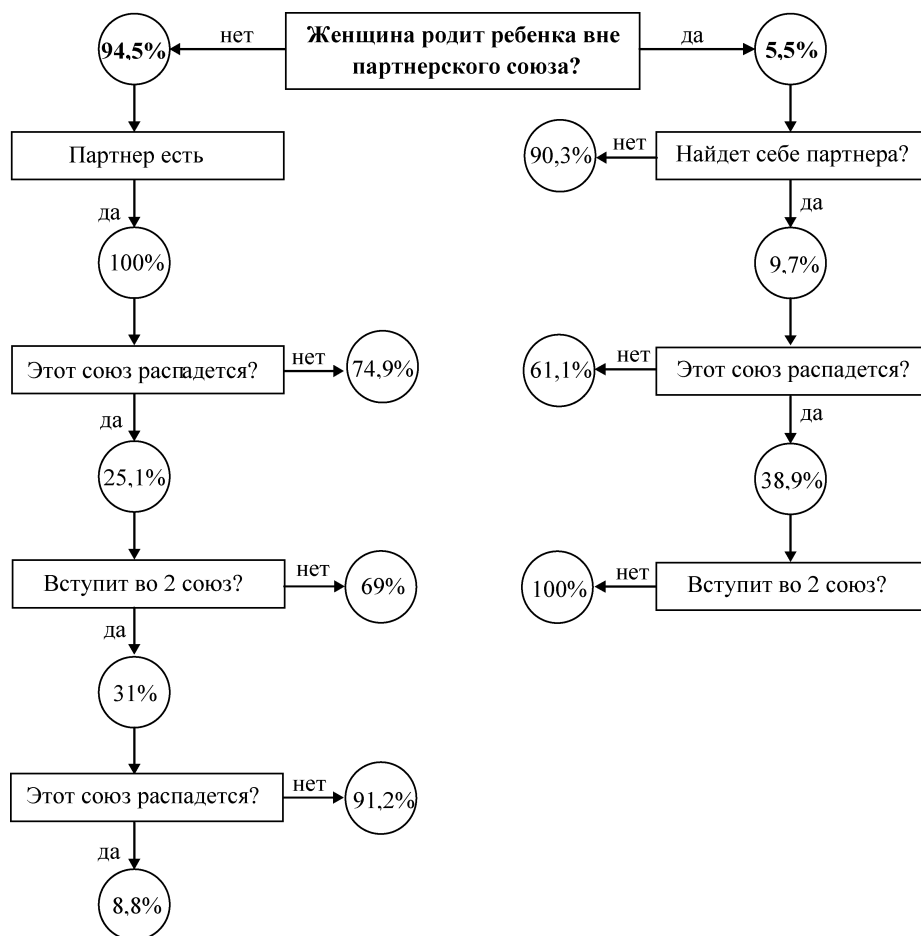 94,5%
нет
Женщина родит ребенка вне
партнерского союза?
да
5,5%
Партнер есть
90,3%
нет
Найдет себе партнера?
да
да
100%
9,7%
Этот союз распадется?
нет
74,9%
61,1%
нет
Этот союз распадется?
да
да
25,1%
38,9%
Вступит во 2 союз?
нет
69%
100%
нет
Вступит во 2 союз?
да
31%
Этот союз распадется?
нет
91,2%
да
8,8%